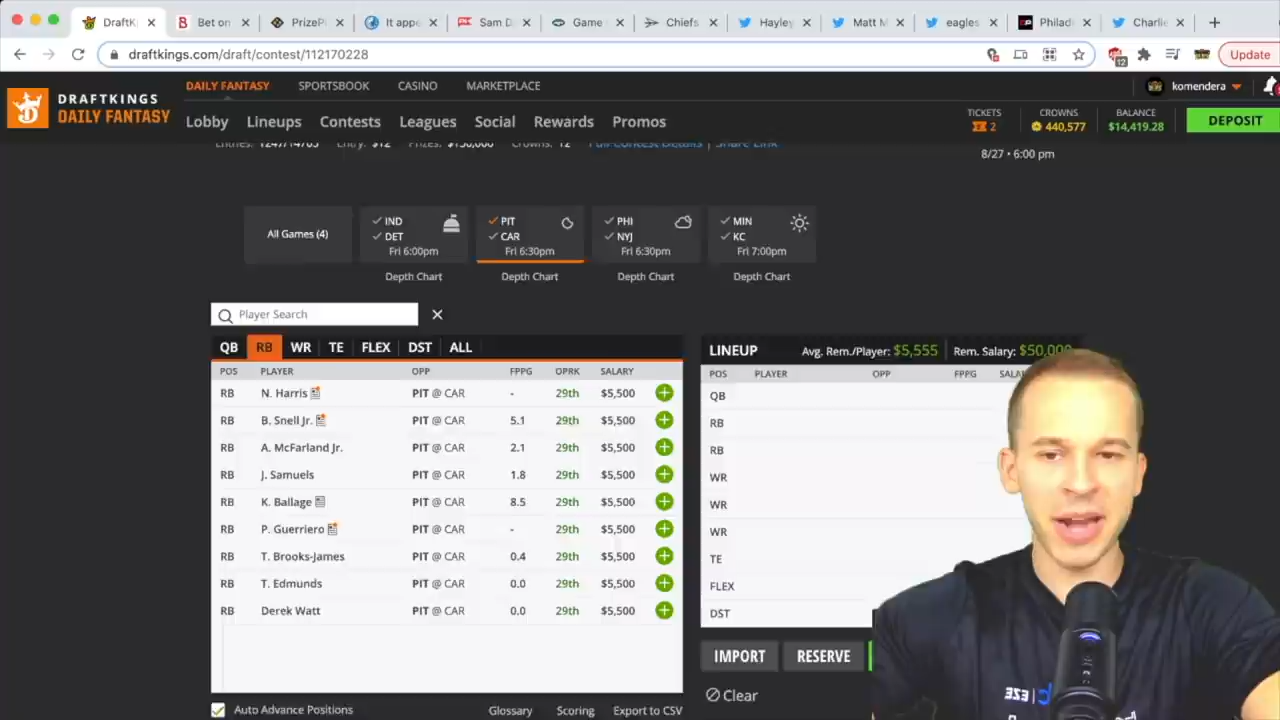 DraftKi
Bet on
PrizePi
It appe
Sam D
Game
Chiefs
Hayley
Matt M
eagles
Philad
Charlie
draftkings.com/draft/contest/112170228
12
Update
DRAFTKINGS
DAILY FANTASY
DAILY FANTASY SPORTSBOOK CASINO MARKETPLACE
komendera
Lobby Lineups Contests Leagues Social Rewards Promos
TICKETS
2
CROWNS
440,577
BALANCE
$14,419.28
DEPOSIT
8/27 • 6:00 pm
All Games (4)
IND
DET
Fri 6:00pm
Depth Chart
PIT
CAR
Fri 6:30pm
Depth Chart
PHI
NYJ
Fri 6:30pm
Depth Chart
MIN
KC
Fri 7:00pm
Depth Chart
Player Search
QB RB WR TE FLEX DST ALL
POS PLAYER OPP FPPG OPRK SALARY
RB N. Harris PIT @ CAR - 29th $5,500
RB B. Snell Jr. PIT @ CAR 5.1 29th $5,500
RB A. McFarland Jr. PIT @ CAR 2.1 29th $5,500
RB J. Samuels PIT @ CAR 1.8 29th $5,500
RB K. Ballage PIT @ CAR 8.5 29th $5,500
RB P. Guerriero PIT @ CAR - 29th $5,500
RB T. Brooks-James PIT @ CAR 0.4 29th $5,500
RB T. Edmunds PIT @ CAR 0.0 29th $5,500
RB Derek Watt PIT @ CAR 0.0 29th $5,500
Auto Advance Positions Glossary Scoring Export to CSV
LINEUP Avg. Rem./Player: $5,555 Rem. Salary: $50,000
POS PLAYER OPP FPPG SALA
QB
RB
RB
WR
WR
WR
TE
FLEX
DST
IMPORT RESERVE
Clear